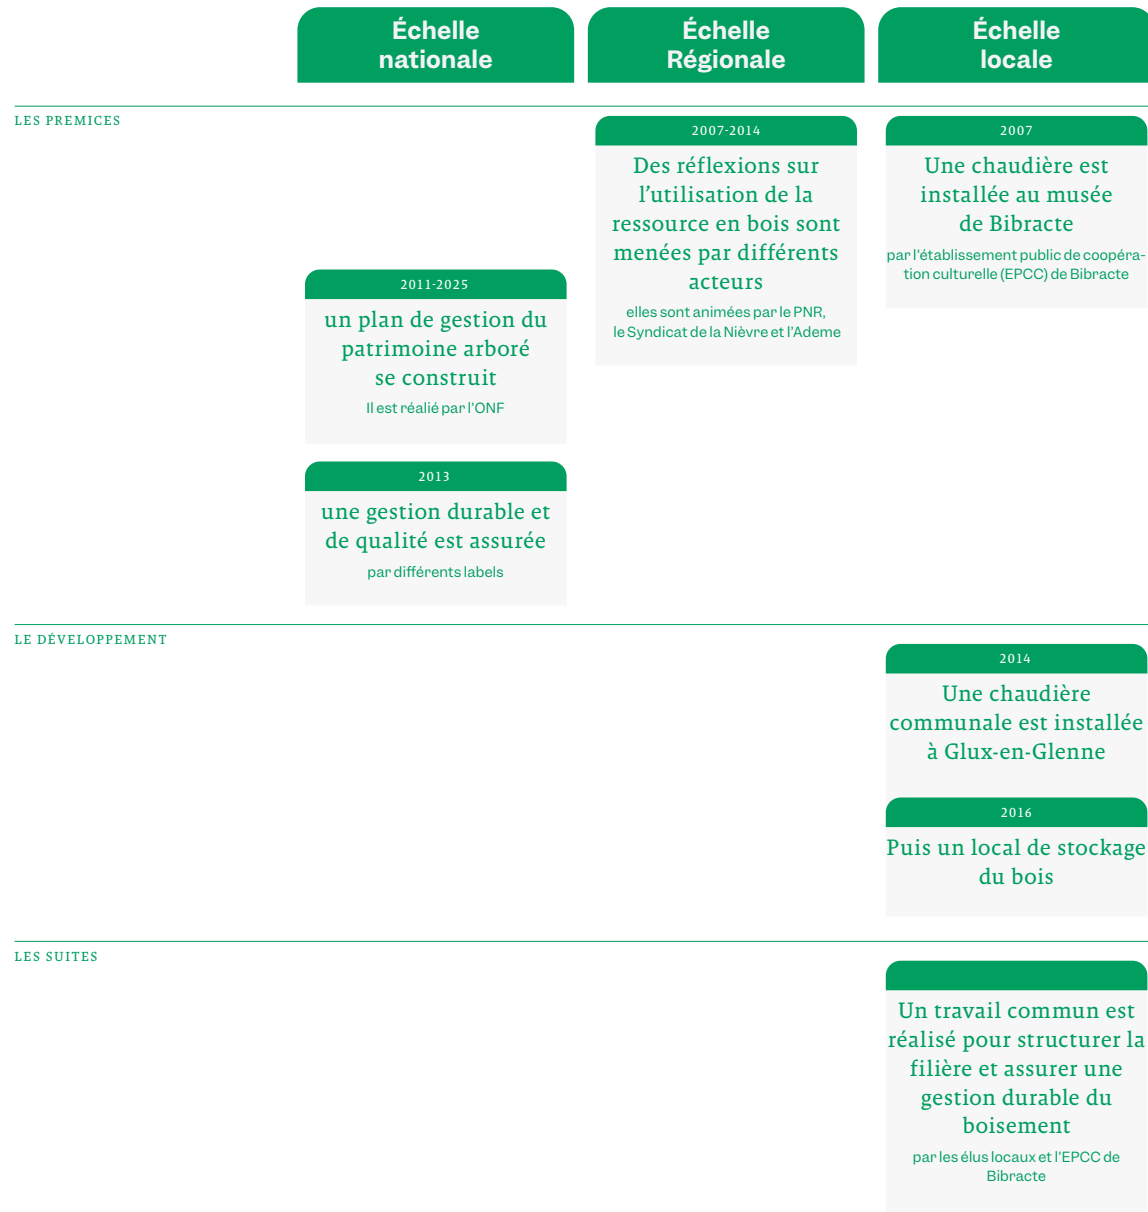 Échelle
nationale
Échelle
Régionale
Échelle
locale
LES PREMICES
2007-2014
Des réflexions sur
l’utilisation de la
ressource en bois sont
menées par différents
acteurs
elles sont animées par le PNR,
le Syndicat de la Nièvre et l’Ademe
2007
Une chaudière est
installée au musée
de Bibracte
par l’établissement public de coopéra-
tion culturelle (EPCC) de Bibracte
2011-2025
un plan de gestion du
patrimoine arboré
se construit
Il est réalié par l’ONF
2013
une gestion durable et
de qualité est assurée
par différents labels
LE DÉVELOPPEMENT
2014
Une chaudière
communale est installée
à Glux-en-Glenne
2016
Puis un local de stockage
du bois
LES SUITES
Un travail commun est
réalisé pour structurer la
filière et assurer une
gestion durable du
boisement
par les élus locaux et l’EPCC de
Bibracte